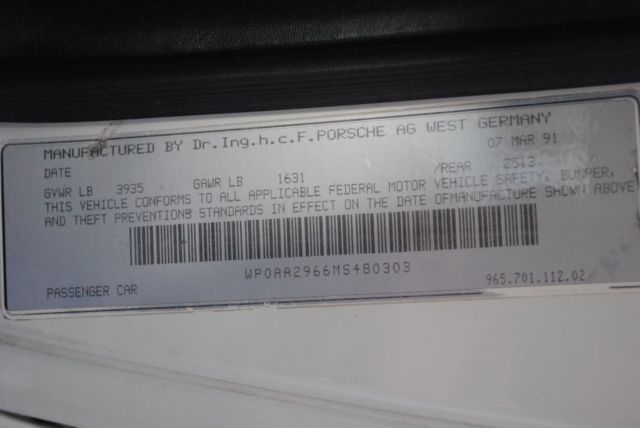 MANUFACTURED BY Dr.Ing.h.c.F.PORSCHE AG WEST GERMANY
DATE 07 MAR 91
GVWR LB 3935 GAWR LB 1631 /REAR 2513
THIS VEHICLE CONFORMS TO ALL APPLICABLE FEDERAL MOTOR VEHICLE SAFETY, BUMPER,
AND THEFT PREVENTIONS STANDARDS IN EFFECT ON THE DATE OFMANUFACTURE SHOWN ABOVE
WP0AA2966MS480303
PASSENGER CAR 965.701.112.02